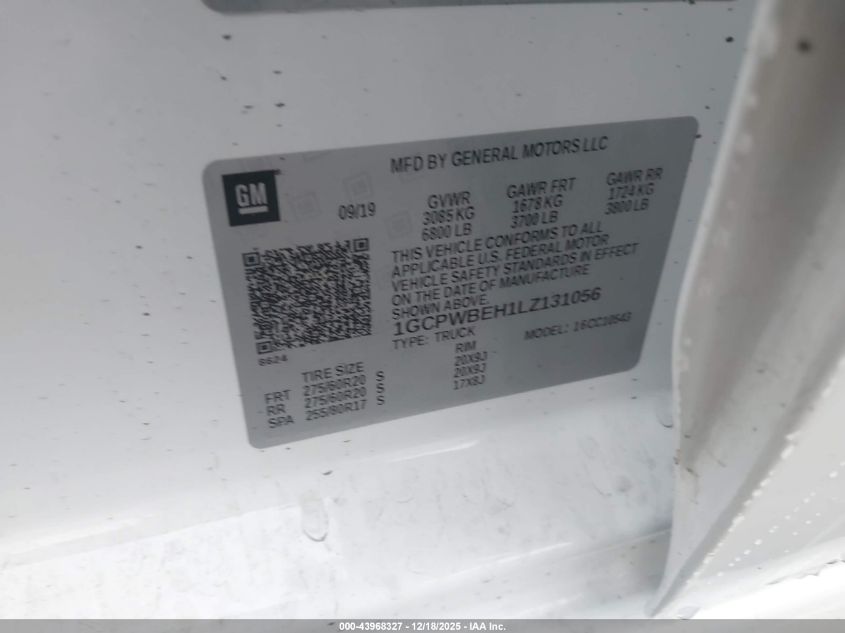 MFD BY GENERAL MOTORS LLC
GM
09/19
GVWR GAWR FRT GAWR RR
3085 KG 1678 KG 1724 KG
6800 LB 3700 LB 3800 LB
THIS VEHICLE CONFORMS TO ALL
APPLICABLE U.S. FEDERAL MOTOR
VEHICLE SAFETY STANDARDS IN EFFECT
ON THE DATE OF MANUFACTURE
SHOWN ABOVE.
1GCPWBEH1LZ131056
TYPE: TRUCK MODEL: 16CC10543
8624
TIRE SIZE RIM
FRT 275/60R20 S 20X9J
RR 275/60R20 S 20X9J
SPA 255/80R17 S 17X8J
000-43968327 - 12/18/2025 - IAA Inc.